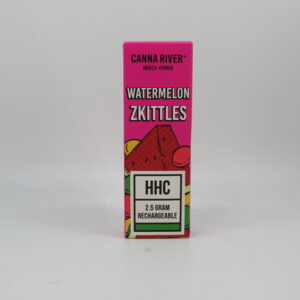 CANNA RIVER
INDICA-HYBRID
WATERMELON
ZKITTLES
HHC
2.5 GRAM
RECHARGEABLE